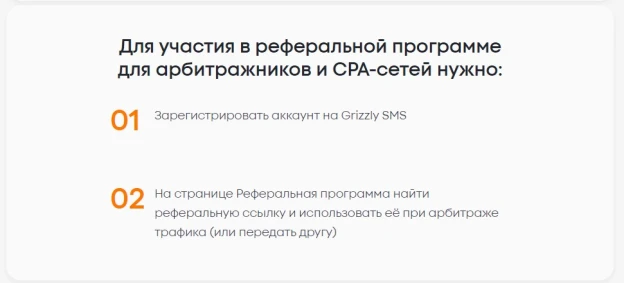 Для участия в реферальной программе
для арбитражников и CPA-сетей нужно:
01
Зарегистрировать аккаунт на Grizzly SMS
02
На странице Реферальная программа найти
реферальную ссылку и использовать её при арбитраже
трафика (или передать другу)